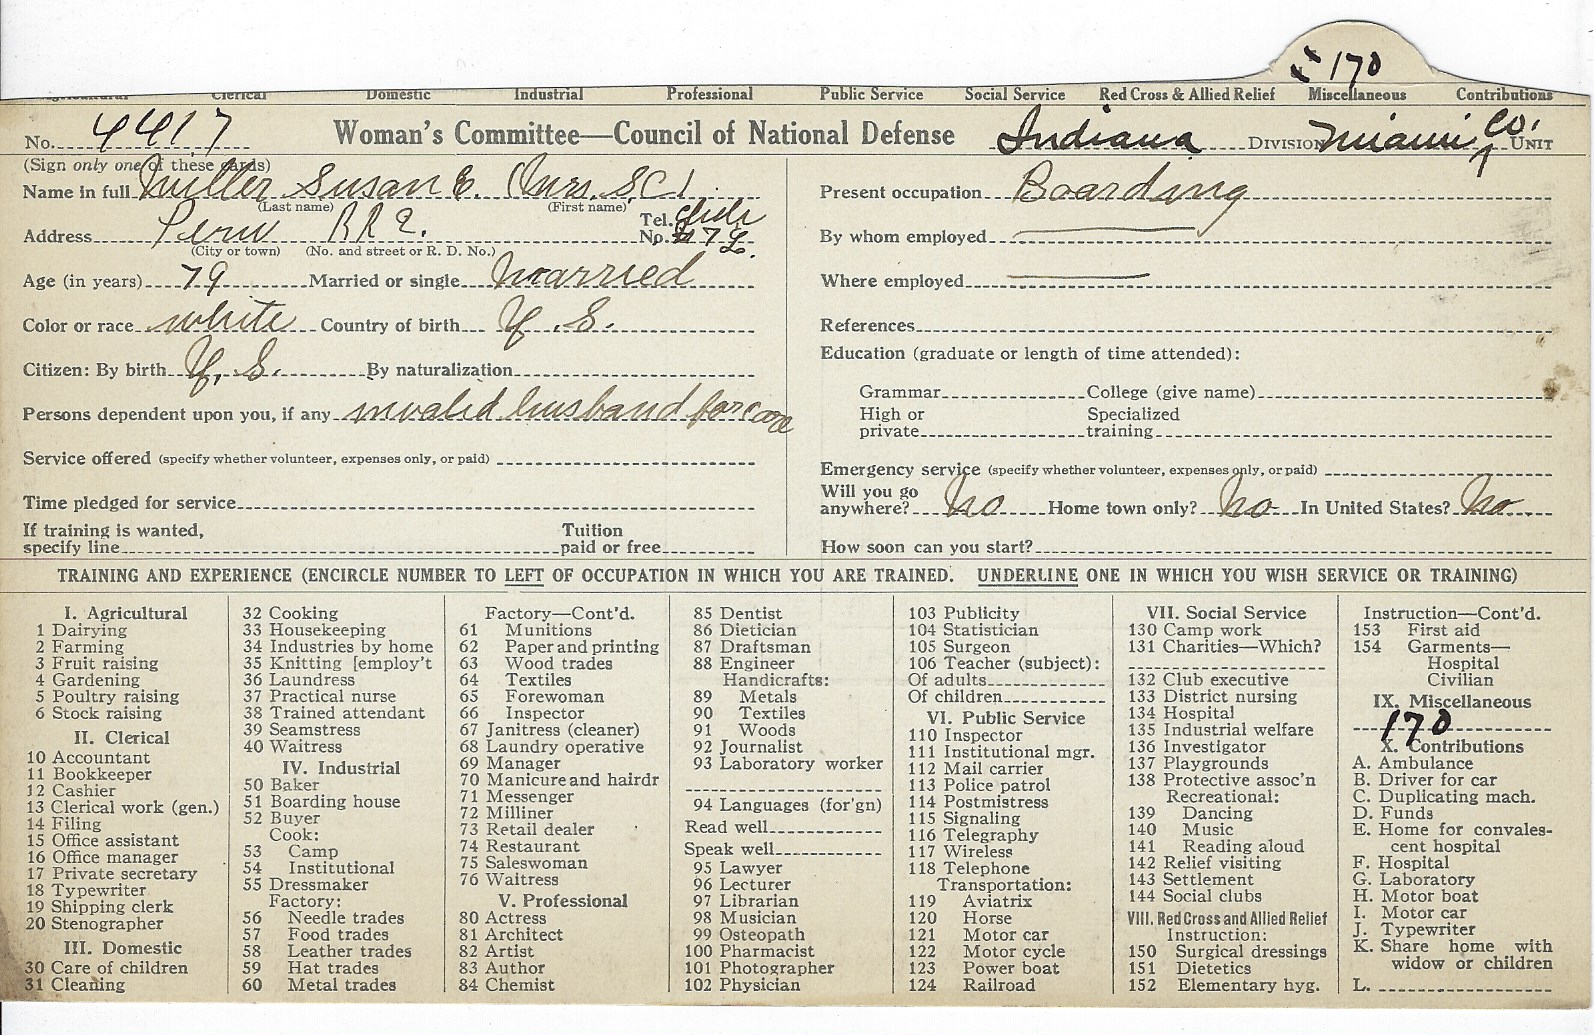 170
Agricultural Clerical Domestic Industrial Professional Public Service Social Service Red Cross & Allied Relief Miscellaneous Contributions
No. 4417 Woman's Committee—Council of National Defense Indiana Division Miami Co. Unit
(Sign only one of these cards)
Name in full Miller Susan E. (Mrs. S C)
(Last name) (First name)
Address Peru RR2. Tel. No.
(City or town) (No. and street or R. D. No.)
Age (in years) 79 Married or single married
Color or race white Country of birth U. S.
Citizen: By birth U. S. By naturalization
Persons dependent upon you, if any invalid husband for care
Service offered (specify whether volunteer, expenses only, or paid)
Time pledged for service
If training is wanted, specify line Tuition paid or free
Present occupation Boarding
By whom employed
Where employed
References
Education (graduate or length of time attended):
Grammar College (give name)
High or private Specialized training
Emergency service (specify whether volunteer, expenses only, or paid)
Will you go anywhere? No Home town only? No In United States? No.
How soon can you start?
TRAINING AND EXPERIENCE (ENCIRCLE NUMBER TO LEFT OF OCCUPATION IN WHICH YOU ARE TRAINED. UNDERLINE ONE IN WHICH YOU WISH SERVICE OR TRAINING)
I. Agricultural
1 Dairying
2 Farming
3 Fruit raising
4 Gardening
5 Poultry raising
6 Stock raising
II. Clerical
10 Accountant
11 Bookkeeper
12 Cashier
13 Clerical work (gen.)
14 Filing
15 Office assistant
16 Office manager
17 Private secretary
18 Typewriter
19 Shipping clerk
20 Stenographer
III. Domestic
30 Care of children
31 Cleaning
32 Cooking
33 Housekeeping
34 Industries by home
35 Knitting [employ't
36 Laundress
37 Practical nurse
38 Trained attendant
39 Seamstress
40 Waitress
IV. Industrial
50 Baker
51 Boarding house
52 Buyer
Cook:
53 Camp
54 Institutional
55 Dressmaker
Factory:
56 Needle trades
57 Food trades
58 Leather trades
59 Hat trades
60 Metal trades
Factory—Cont'd.
61 Munitions
62 Paper and printing
63 Wood trades
64 Textiles
65 Forewoman
66 Inspector
67 Janitress (cleaner)
68 Laundry operative
69 Manager
70 Manicure and hairdr
71 Messenger
72 Milliner
73 Retail dealer
74 Restaurant
75 Saleswoman
76 Waitress
V. Professional
80 Actress
81 Architect
82 Artist
83 Author
84 Chemist
85 Dentist
86 Dietician
87 Draftsman
88 Engineer
Handicrafts:
89 Metals
90 Textiles
91 Woods
92 Journalist
93 Laboratory worker
94 Languages (for'gn)
Read well
Speak well
95 Lawyer
96 Lecturer
97 Librarian
98 Musician
99 Osteopath
100 Pharmacist
101 Photographer
102 Physician
103 Publicity
104 Statistician
105 Surgeon
106 Teacher (subject):
Of adults
Of children
VI. Public Service
110 Inspector
111 Institutional mgr.
112 Mail carrier
113 Police patrol
114 Postmistress
115 Signaling
116 Telegraphy
117 Wireless
118 Telephone
Transportation:
119 Aviatrix
120 Horse
121 Motor car
122 Motor cycle
123 Power boat
124 Railroad
VII. Social Service
130 Camp work
131 Charities—Which?
132 Club executive
133 District nursing
134 Hospital
135 Industrial welfare
136 Investigator
137 Playgrounds
138 Protective assoc'n
Recreational:
139 Dancing
140 Music
141 Reading aloud
142 Relief visiting
143 Settlement
144 Social clubs
VIII. Red Cross and Allied Relief
Instruction:
150 Surgical dressings
151 Dietetics
152 Elementary hyg.
Instruction—Cont'd.
153 First aid
154 Garments—
Hospital
Civilian
IX. Miscellaneous
170
X. Contributions
A. Ambulance
B. Driver for car
C. Duplicating mach.
D. Funds
E. Home for convales-
cent hospital
F. Hospital
G. Laboratory
H. Motor boat
I. Motor car
J. Typewriter
K. Share home with
widow or children
L.